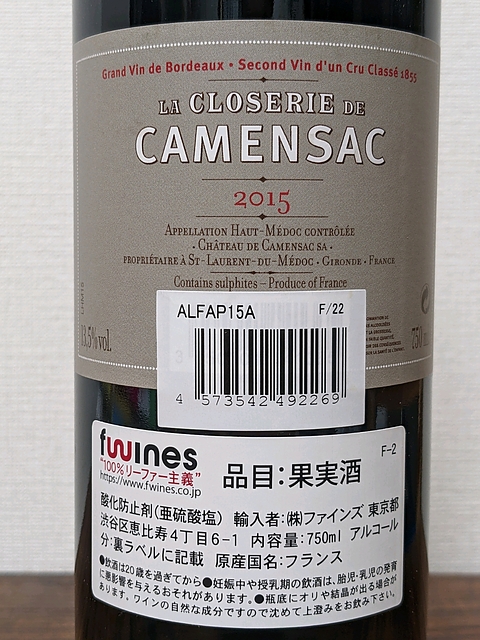 Grand Vin de Bordeaux • Second Vin d'un Cru Classé 1855
LA CLOSERIE DE
CAMENSAC
2015
APPELLATION HAUT-MÉDOC CONTRÔLÉE
• CHÂTEAU DE CAMENSAC SA •
PROPRIÉTAIRE À ST-LAURENT-DU-MÉDOC • GIRONDE • FRANCE
Contains sulphites – Produce of France
13.5% vol.
750
ALFAP15A F/22
4 573542 492269
fwines
F-2
"100%リーファー主義"
https://www.fwines.co.jp
品目:果実酒
酸化防止剤(亜硫酸塩) 輸入者:(株)ファインズ 東京都
渋谷区恵比寿4丁目6-1 内容量:750ml アルコール
分:裏ラベルに記載 原産国名:フランス
●飲酒は20歳を過ぎてから●妊娠中や授乳期の飲酒は、胎児・乳児の発育
に悪影響を与えるおそれがあります。●瓶底にオリや結晶が出る場合が
あります。ワインの自然な成分ですので沈めて上澄みをお飲み下さい。